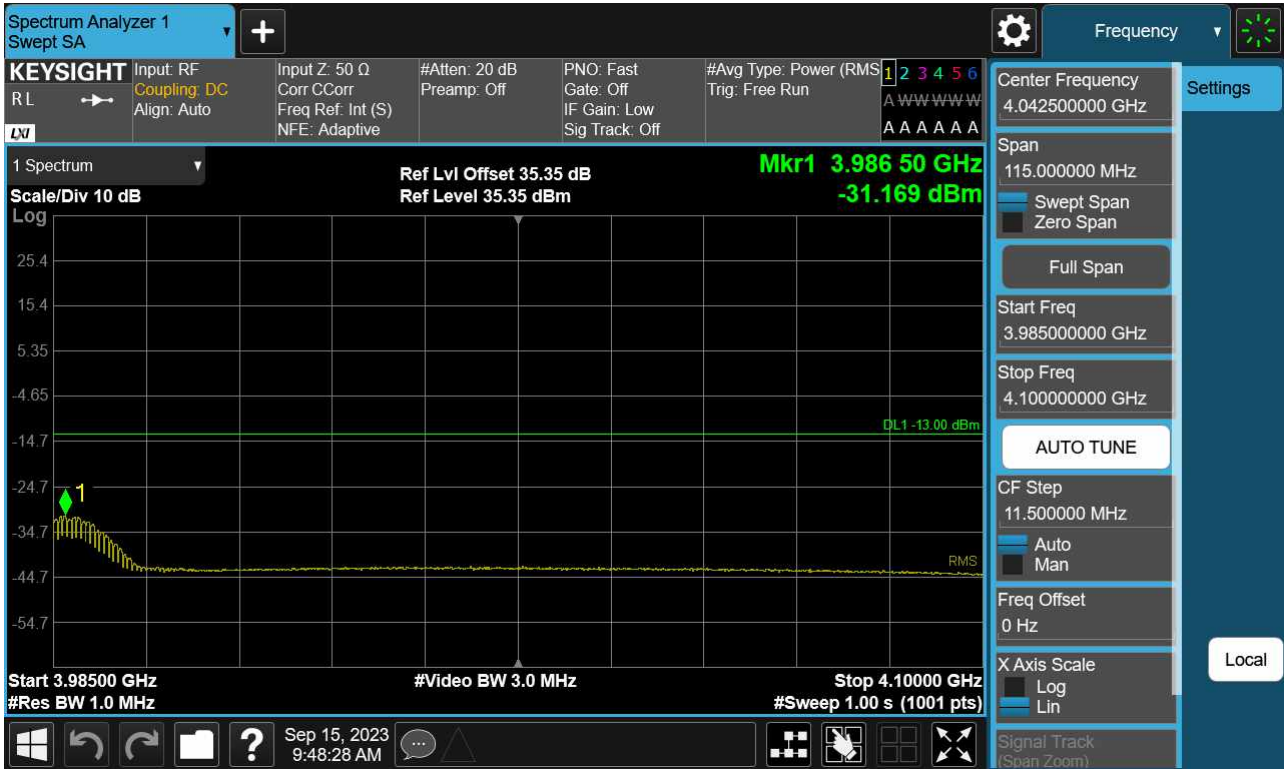 Spectrum Analyzer 1
Swept SA
+
Frequency
KEYSIGHT
RL
LXI
Input: RF
Coupling: DC
Align: Auto
Input Z: 50 Ω
Corr CCorr
Freq Ref: Int (S)
NFE: Adaptive
#Atten: 20 dB
Preamp: Off
PNO: Fast
Gate: Off
IF Gain: Low
Sig Track: Off
#Avg Type: Power (RMS
Trig: Free Run
1 2 3 4 5 6
A W W W W W
A A A A A A
1 Spectrum
Scale/Div 10 dB
Log
Ref Lvl Offset 35.35 dB
Ref Level 35.35 dBm
Mkr1 3.986 50 GHz
-31.169 dBm
25.4
15.4
5.35
-4.65
-14.7
-24.7
-34.7
-44.7
-54.7
DL1 -13.00 dBm
1
RMS
Start 3.98500 GHz
#Res BW 1.0 MHz
#Video BW 3.0 MHz
Stop 4.10000 GHz
#Sweep 1.00 s (1001 pts)
?
Sep 15, 2023
9:48:28 AM
Center Frequency
4.042500000 GHz
Span
115.000000 MHz
Swept Span
Zero Span
Full Span
Start Freq
3.985000000 GHz
Stop Freq
4.100000000 GHz
AUTO TUNE
CF Step
11.500000 MHz
Auto
Man
Freq Offset
0 Hz
X Axis Scale
Log
Lin
Signal Track
(Span Zoom)
Settings
Local